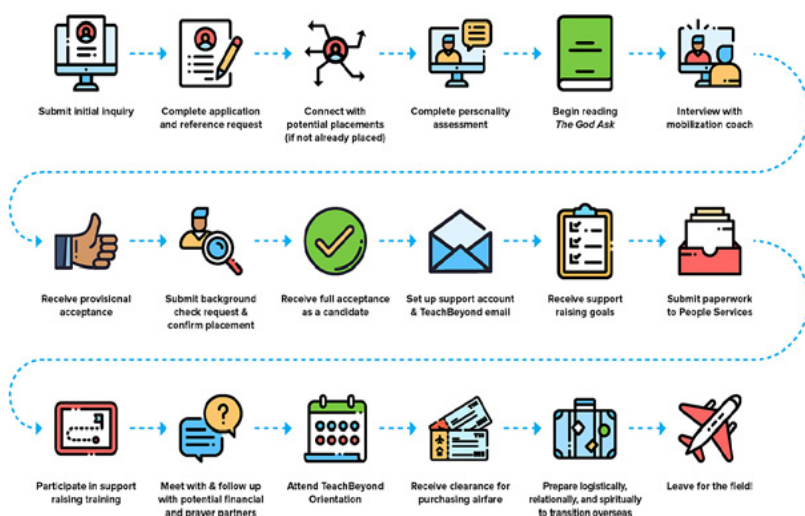 Submit initial inquiry
Complete application
and reference request
Connect with
potential placements
(if not already placed)
Complete personality
assessment
Begin reading
The God Ask
Interview with
mobilization coach
Receive provisional
acceptance
Submit background
check request &
confirm placement
Receive full acceptance
as a candidate
Set up support account
& TeachBeyond email
Receive support
raising goals
Submit paperwork
to People Services
Participate in support
raising training
Meet with & follow up
with potential financial
and prayer partners
Attend TeachBeyond
Orientation
Receive clearance for
purchasing airfare
Prepare logistically,
relationally, and spiritually
to transition overseas
Leave for the field!